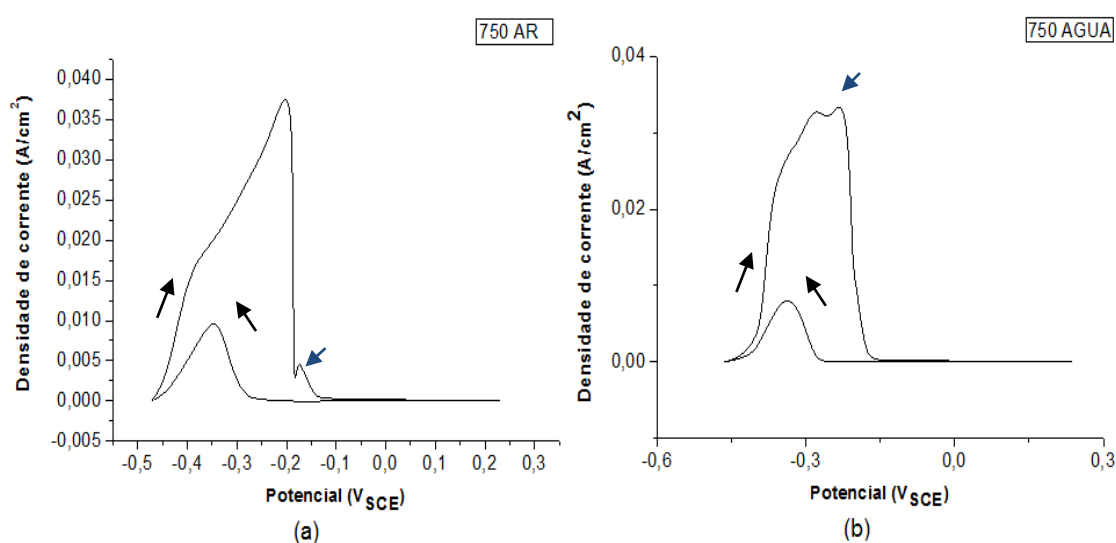 750 AR
Densidade de corrente (A/cm²)
0,040
0,035
0,030
0,025
0,020
0,015
0,010
0,005
0,000
-0,005
-0,5 -0,4 -0,3 -0,2 -0,1 0,0 0,1 0,2 0,3
Potencial (V_SCE)
(a)
750 AGUA
Densidade de corrente (A/cm²)
0,04
0,02
0,00
-0,6 -0,3 0,0 0,3
Potencial (V_SCE)
(b)